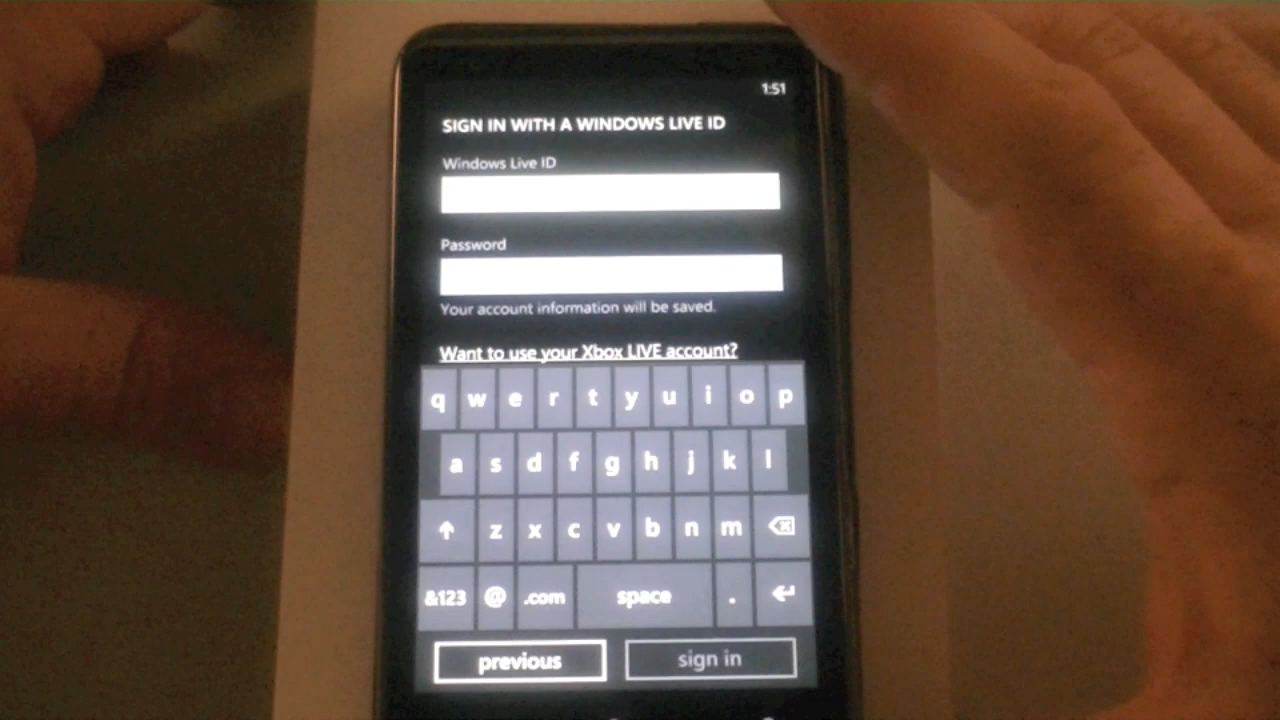 1:51
SIGN IN WITH A WINDOWS LIVE ID
Windows Live ID
Password
Your account information will be saved.
Want to use your Xbox LIVE account?
q w e r t y u i o p
a s d f g h j k l
z x c v b n m
&123 @ .com space .
previous sign in